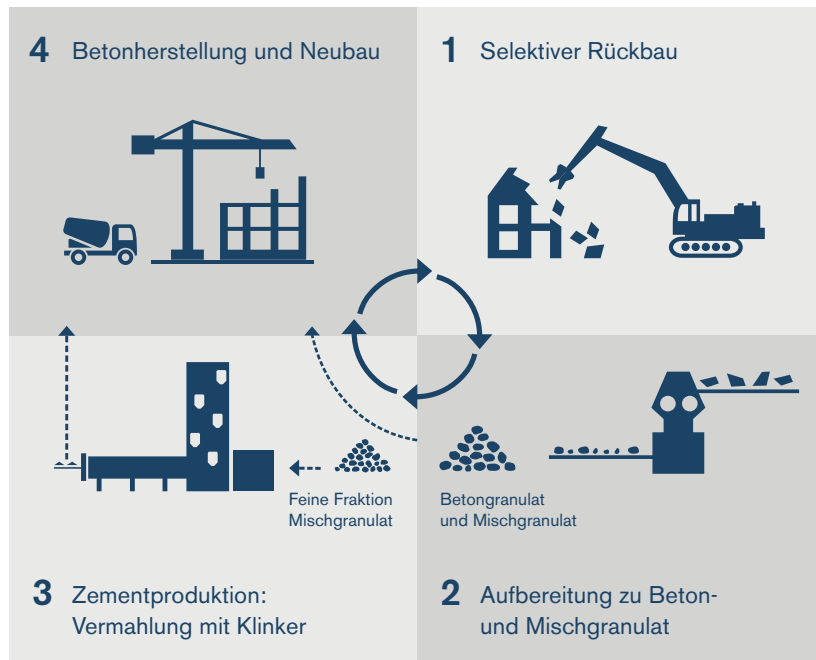 4 Betonherstellung und Neubau
1 Selektiver Rückbau
Feine Fraktion
Mischgranulat
Betongranulat
und Mischgranulat
3 Zementproduktion:
Vermahlung mit Klinker
2 Aufbereitung zu Beton-
und Mischgranulat